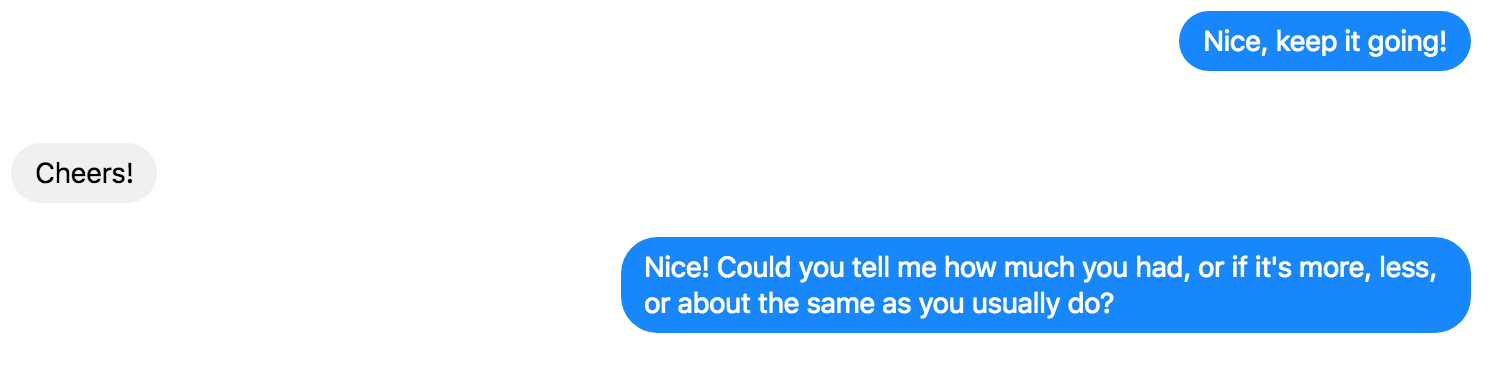 Nice, keep it going!
Cheers!
Nice! Could you tell me how much you had, or if it's more, less,
or about the same as you usually do?